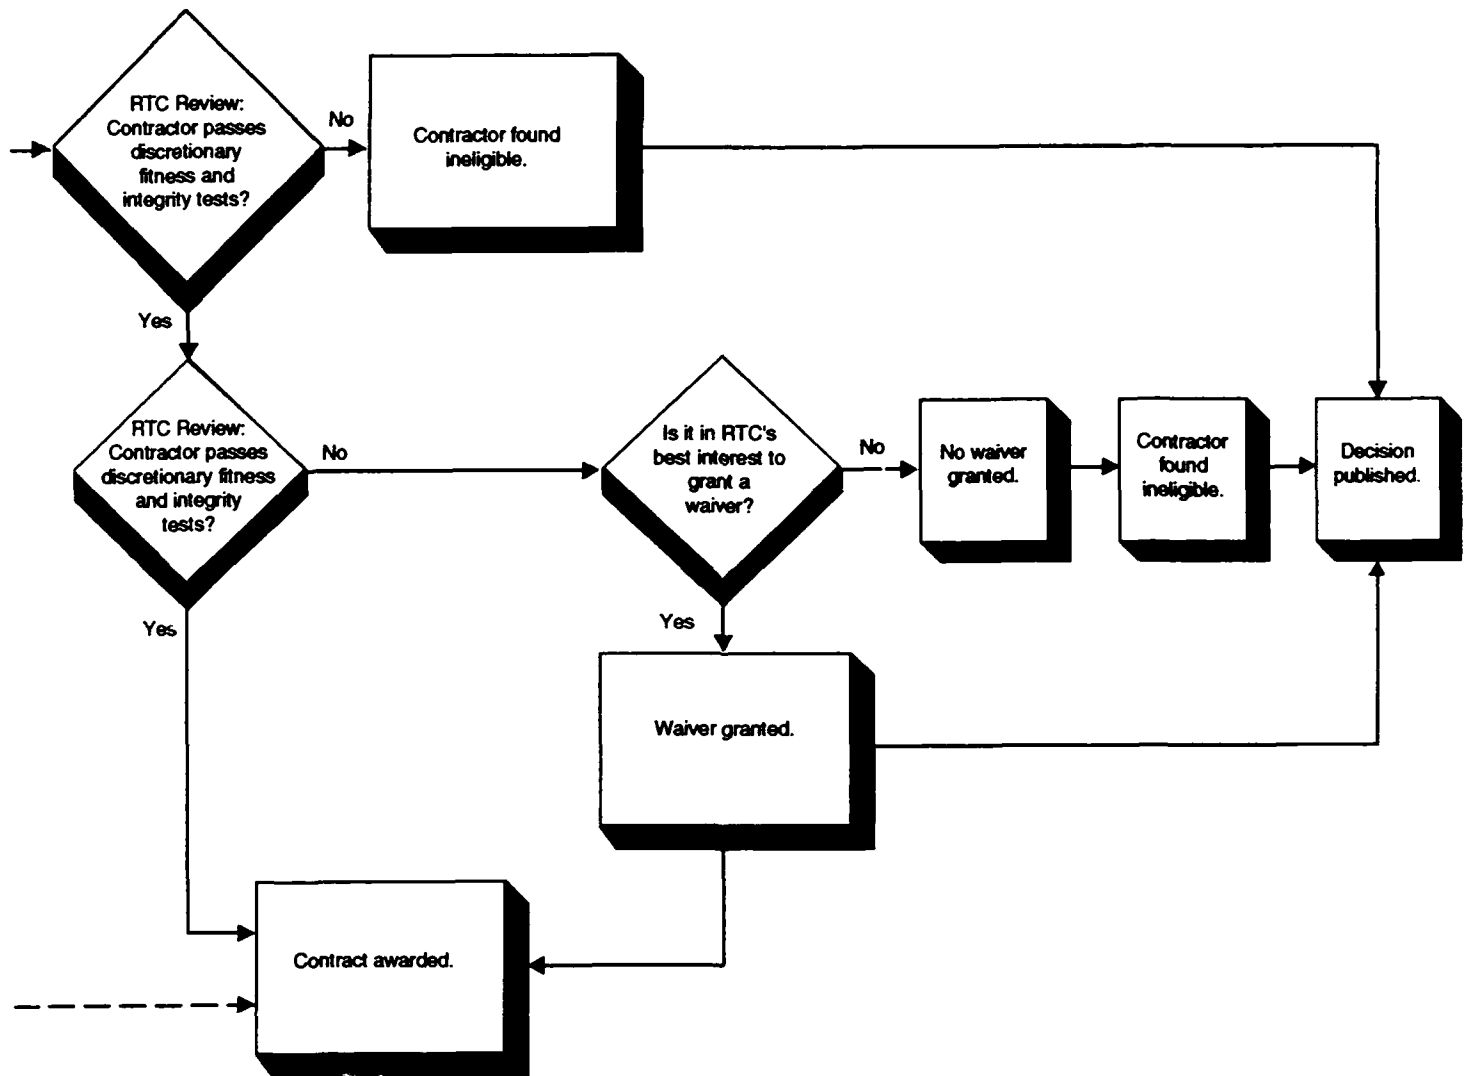 RTC Review:
Contractor passes
discretionary
fitness and
integrity tests?
No
Contractor found
ineligible.
Yes
RTC Review:
Contractor passes
discretionary fitness
and integrity
tests?
No
Is it in RTC's
best interest to
grant a
waiver?
No
No waiver
granted.
Contractor
found
ineligible.
Decision
published.
Yes
Yes
Waiver granted.
Contract awarded.